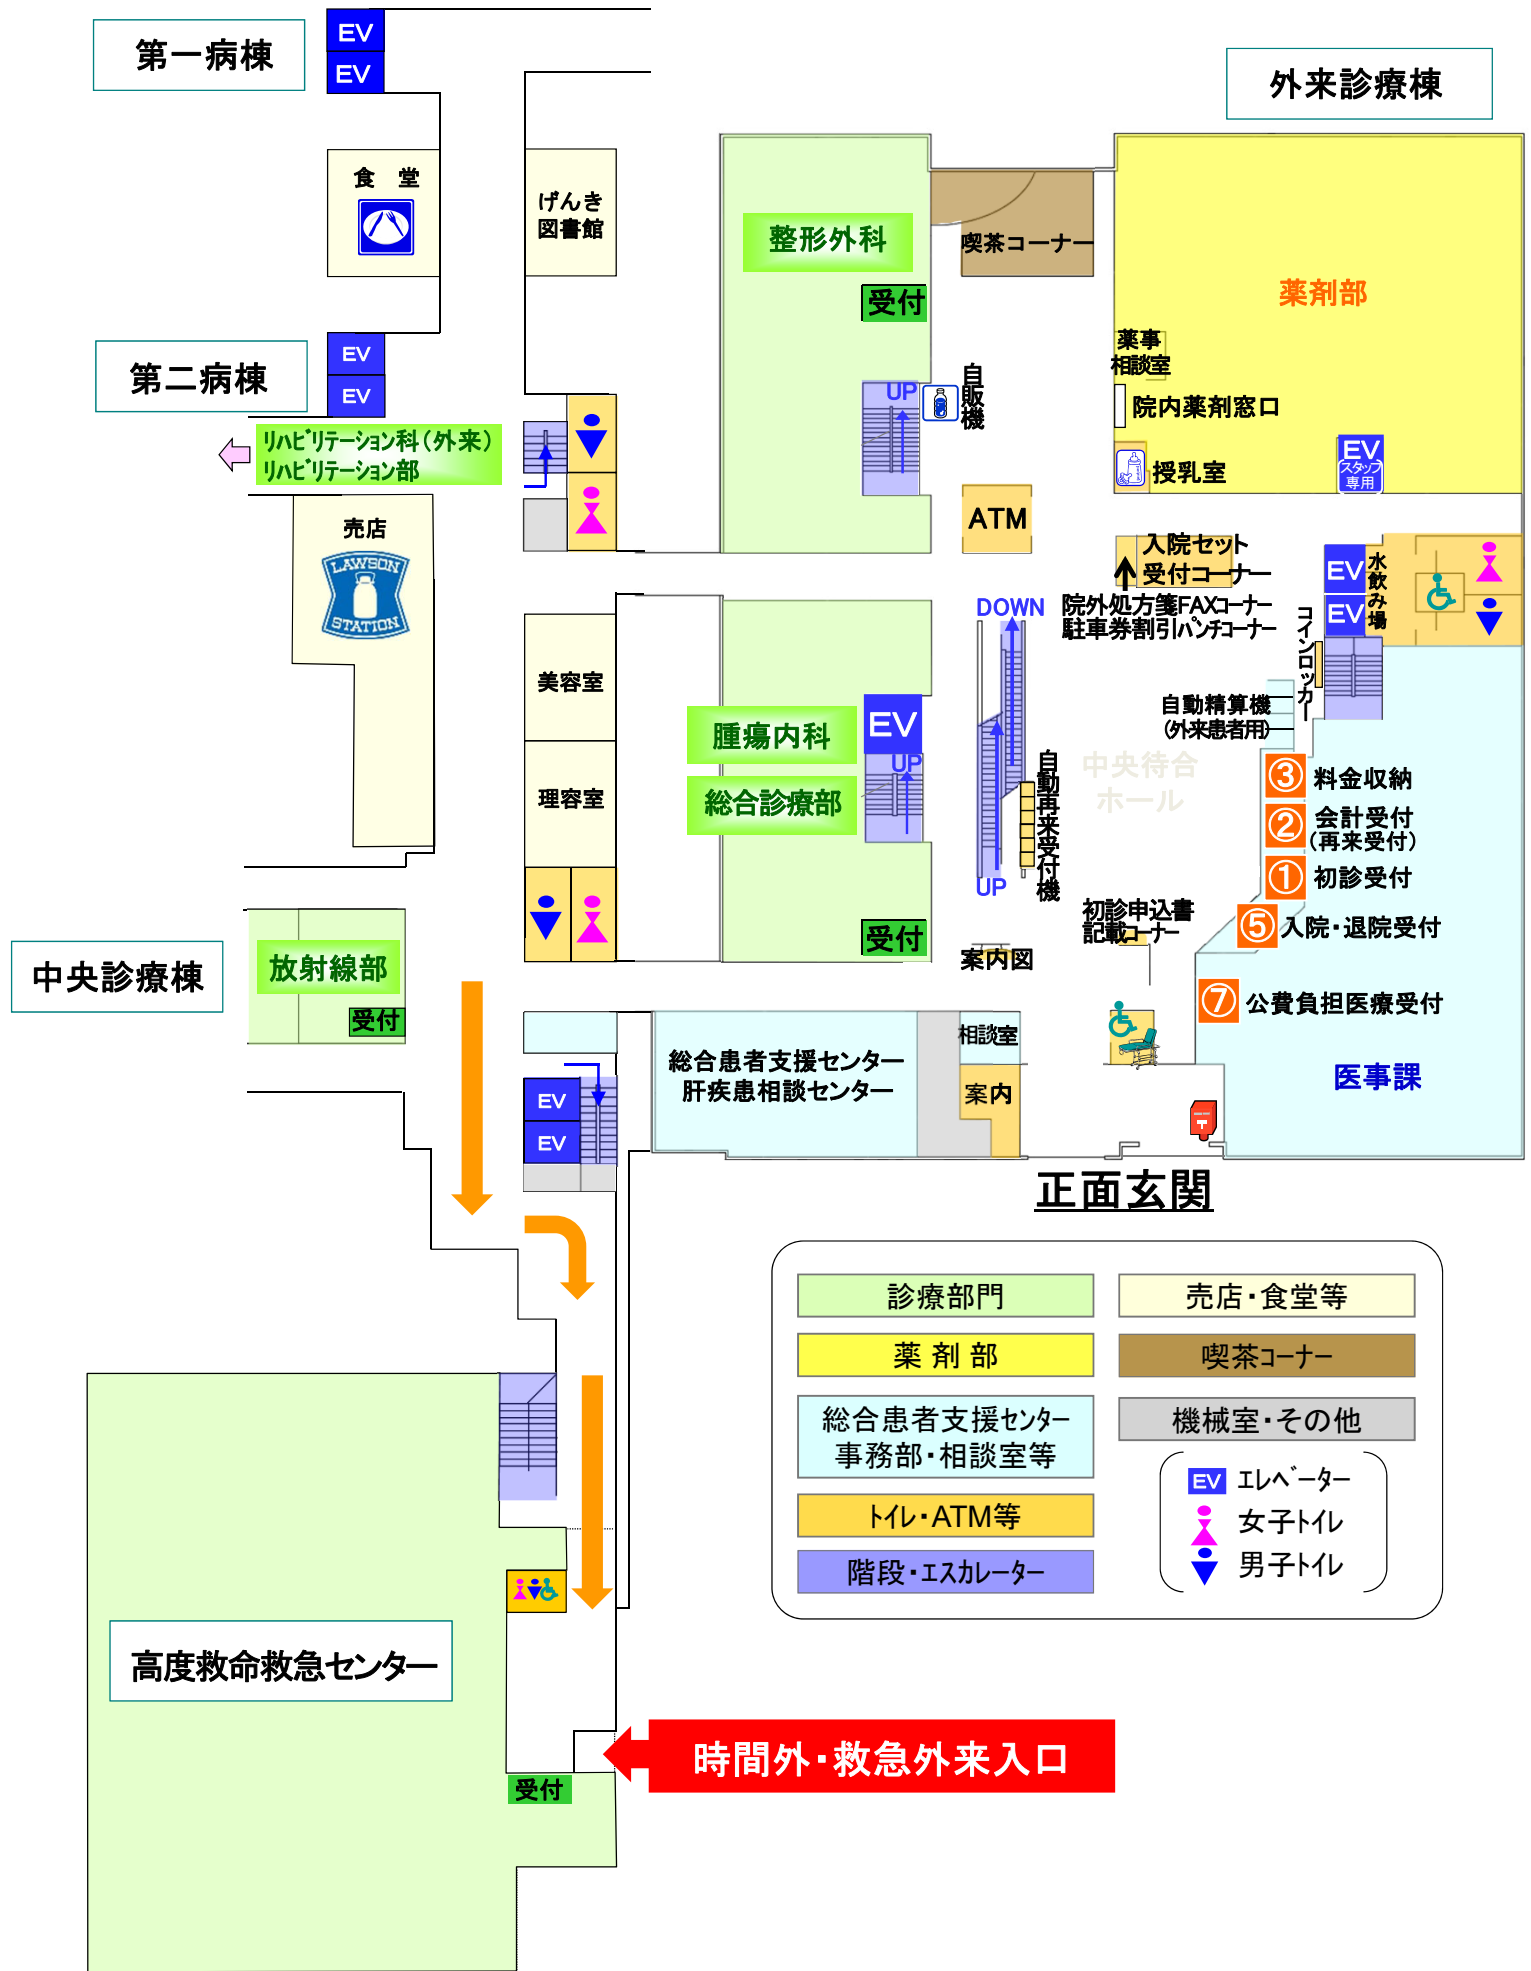 EV
EV
第一病棟
外来診療棟
食 堂
げんき
図書館
整形外科
喫茶コーナー
受付
薬剤部
薬事
相談室
EV
EV
第二病棟
UP
自販機
院内薬剤窓口
リハビリテーション科（外来）
リハビリテーション部
授乳室
EV
スタッフ
専用
売店
LAWSON
STATION
ATM
入院セット
受付コーナー
EV
EV
水飲み場
DOWN
院外処方箋FAXコーナー
駐車券割引パンチコーナー
コインロッカー
美容室
腫瘍内科
EV
UP
自動精算機
（外来患者用）
中央待合
ホール
自動再来受付機
③ 料金収納
理容室
総合診療部
② 会計受付
（再来受付）
① 初診受付
UP
初診申込書
記載コーナー
⑤ 入院・退院受付
受付
案内図
中央診療棟
放射線部
受付
⑦ 公費負担医療受付
相談室
総合患者支援センター
肝疾患相談センター
案内
医事課
EV
EV
正面玄関
診療部門
売店・食堂等
薬 剤 部
喫茶コーナー
総合患者支援センター
事務部・相談室等
機械室・その他
トイレ・ATM等
階段・エスカレーター
EV エレベーター
女子トイレ
男子トイレ
高度救命救急センター
時間外・救急外来入口
受付